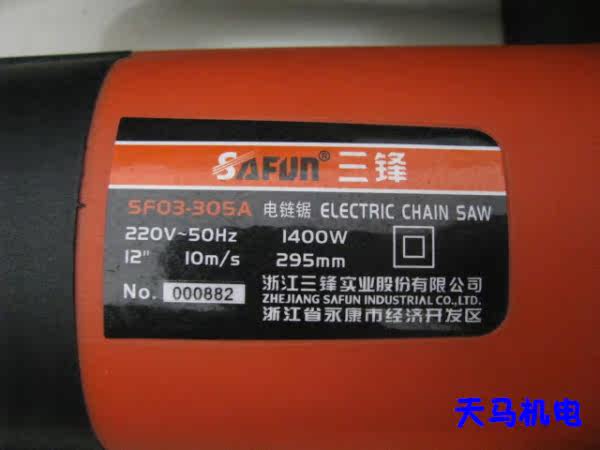 SAFUN® 三锋
SF03-305A 电链锯 ELECTRIC CHAIN SAW
220V~50Hz 1400W
12" 10m/s 295mm
No. 000882 浙江三锋实业股份有限公司
ZHEJIANG SAFUN INDUSTRIAL CO.,LTD.
浙江省永康市经济开发区
天马机电